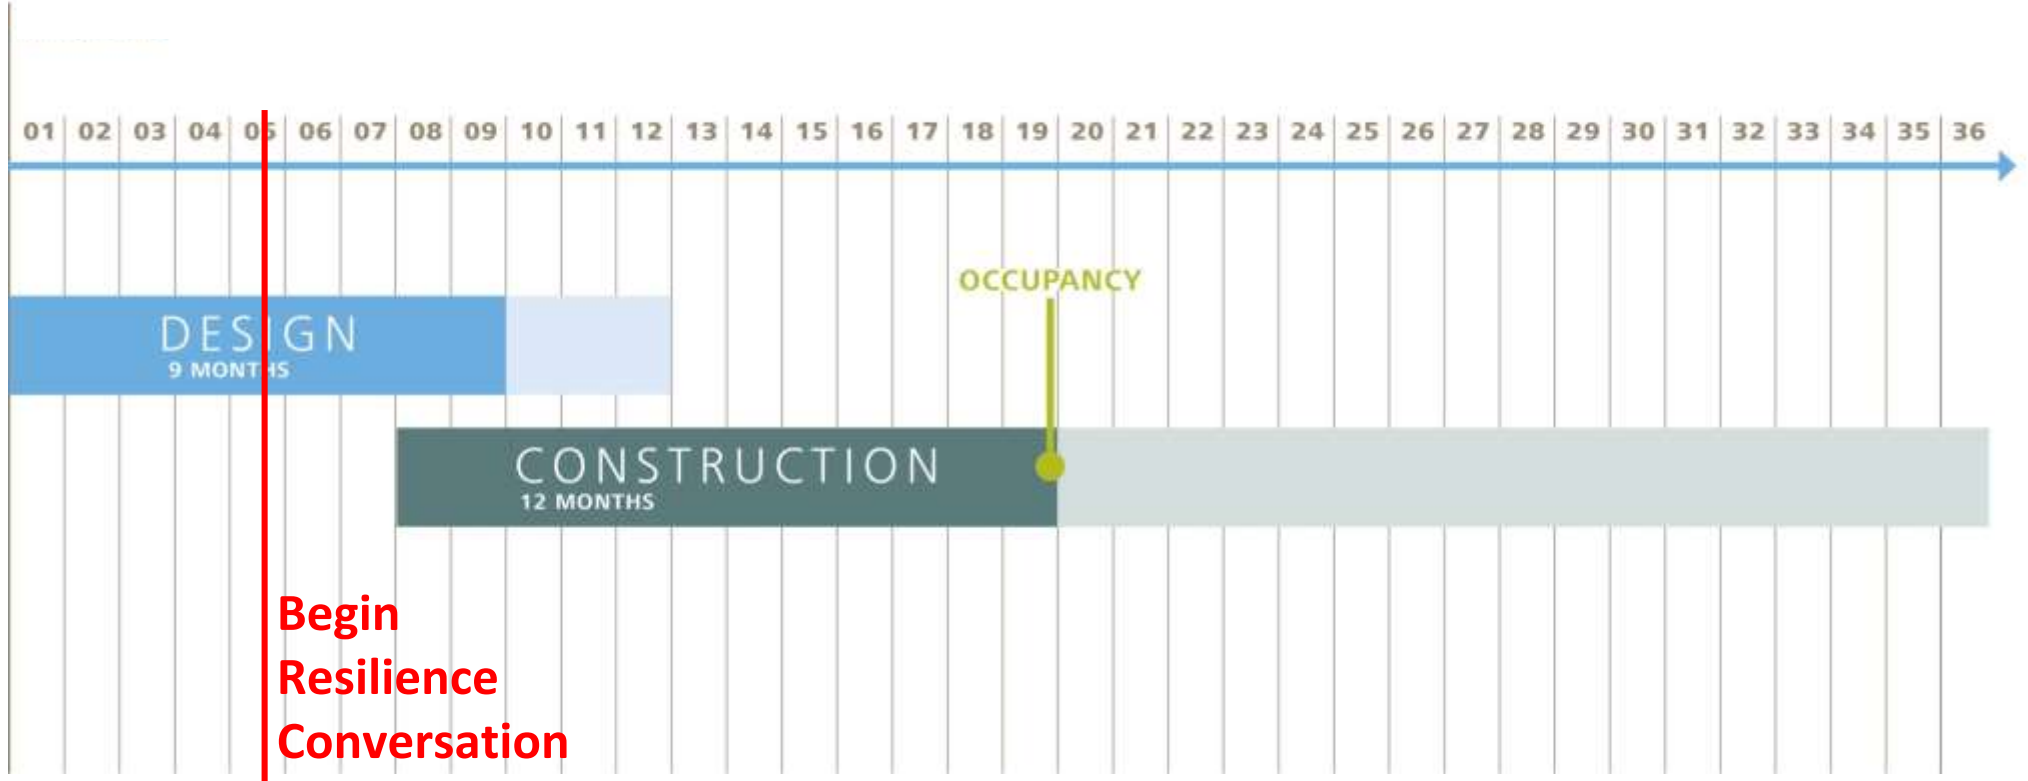 01 02 03 04 05 06 07 08 09 10 11 12 13 14 15 16 17 18 19 20 21 22 23 24 25 26 27 28 29 30 31 32 33 34 35 36
OCCUPANCY
DESIGN
9 MONTHS
CONSTRUCTION
12 MONTHS
Begin
Resilience
Conversation